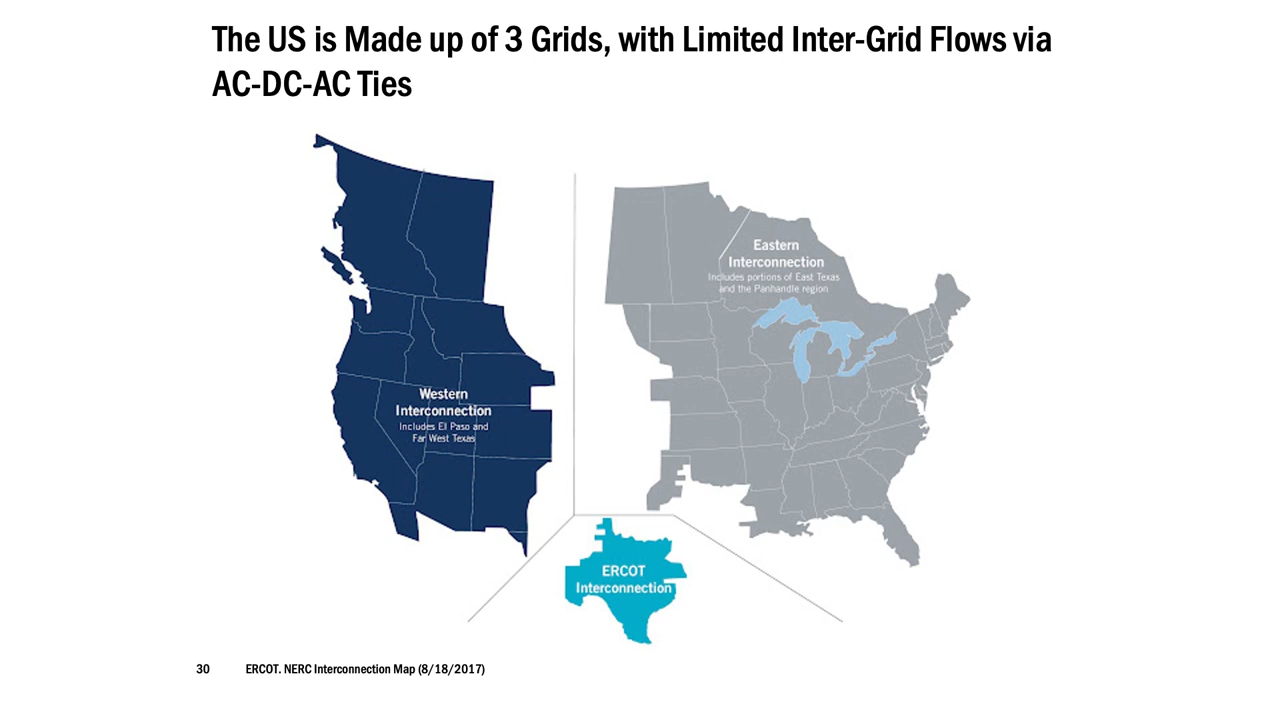 The US is Made up of 3 Grids, with Limited Inter-Grid Flows via
AC-DC-AC Ties
Eastern
Interconnection
Includes portions of East Texas
and the Panhandle region
Western
Interconnection
Includes El Paso and
Far West Texas
ERCOT
Interconnection
30 ERCOT. NERC Interconnection Map (8/18/2017)